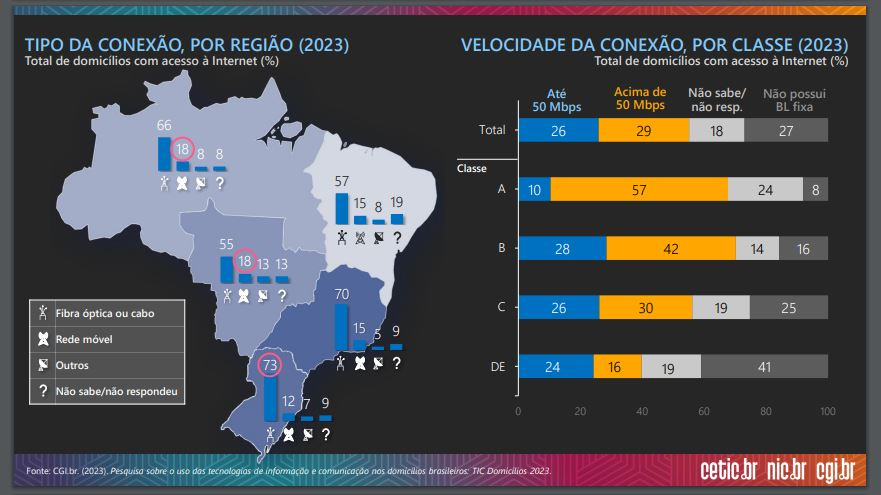 TIPO DA CONEXÃO, POR REGIÃO (2023)
Total de domicílios com acesso à Internet (%)
66
18
8
8
?
57
15
8
19
?
55
18
13
13
?
70
15
5
9
?
73
12
7
9
?
Fibra óptica ou cabo
Rede móvel
Outros
? Não sabe/não respondeu
VELOCIDADE DA CONEXÃO, POR CLASSE (2023)
Total de domicílios com acesso à Internet (%)
Até
50 Mbps
Acima de
50 Mbps
Não sabe/
não resp.
Não possui
BL fixa
Total 26 29 18 27
Classe
A 10 57 24 8
B 28 42 14 16
C 26 30 19 25
DE 24 16 19 41
0 20 40 60 80 100
Fonte: CGI.br. (2023). Pesquisa sobre o uso das tecnologias de informação e comunicação nos domicílios brasileiros: TIC Domicílios 2023.
cetic.br nic.br cgi.br